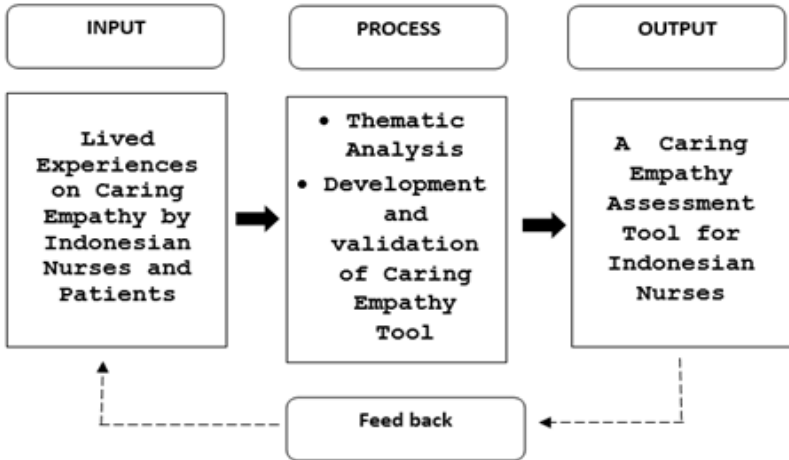 INPUT
PROCESS
OUTPUT
Lived
Experiences
on Caring
Empathy by
Indonesian
Nurses and
Patients
• Thematic
Analysis
• Development
and
validation
of Caring
Empathy
Tool
A Caring
Empathy
Assessment
Tool for
Indonesian
Nurses
Feed back